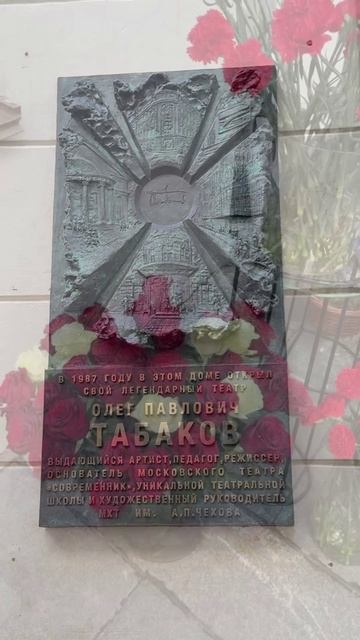 В 1987 ГОДУ В ЭТОМ ДОМЕ ОТКРЫЛ
СВОЙ ЛЕГЕНДАРНЫЙ ТЕАТР
ОЛЕГ ПАВЛОВИЧ
ТАБАКОВ
ВЫДАЮЩИЙСЯ АРТИСТ, ПЕДАГОГ, РЕЖИССЕР,
ОСНОВАТЕЛЬ МОСКОВСКОГО ТЕАТРА
«СОВРЕМЕННИК», УНИКАЛЬНОЙ ТЕАТРАЛЬНОЙ
ШКОЛЫ И ХУДОЖЕСТВЕННЫЙ РУКОВОДИТЕЛЬ
МХТ ИМ. А.П.ЧЕХОВА